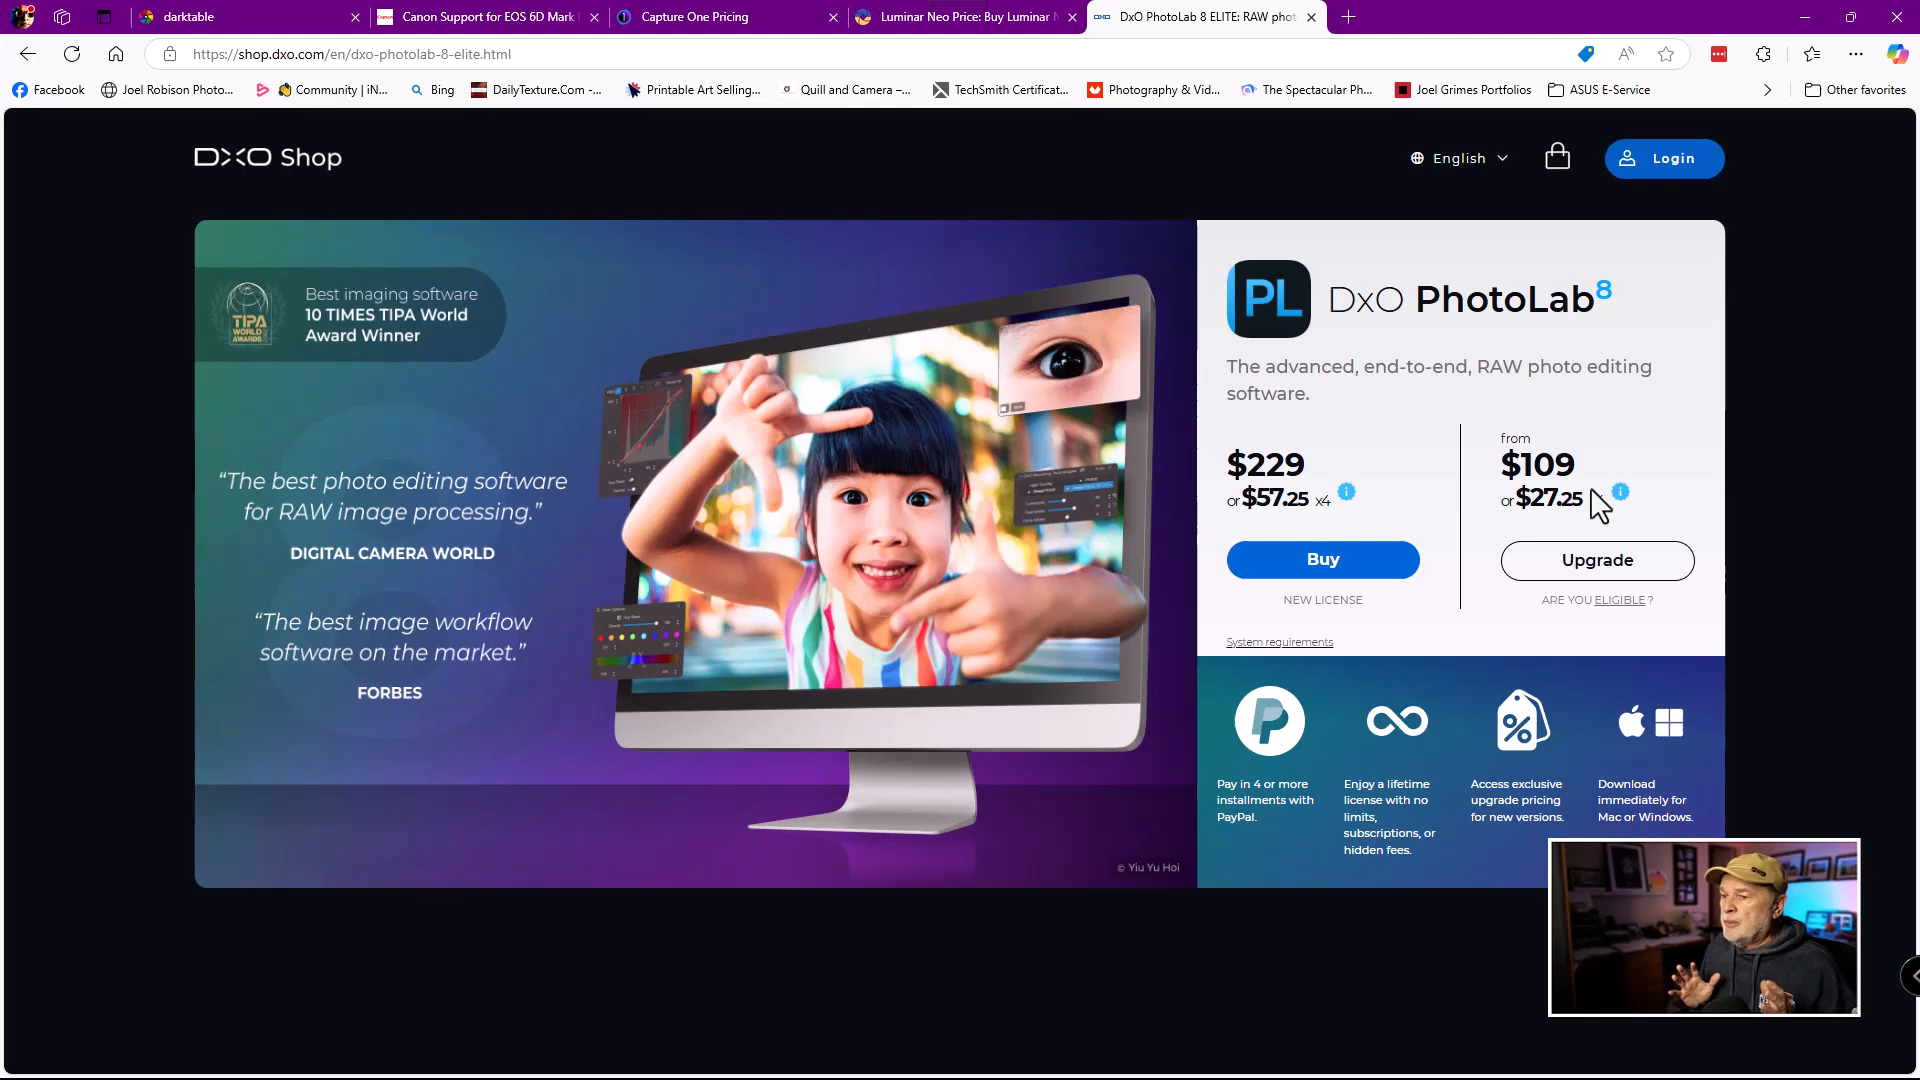 darktable
Canon Support for EOS 6D Mark
Capture One Pricing
Luminar Neo Price: Buy Luminar N
DxO PhotoLab 8 ELITE: RAW phot
https://shop.dxo.com/en/dxo-photolab-8-elite.html
Facebook
Joel Robison Photo...
Community | iN...
Bing
DailyTexture.Com -...
Printable Art Selling...
Quill and Camera –...
TechSmith Certificat...
Photography & Vid...
The Spectacular Ph...
Joel Grimes Portfolios
ASUS E-Service
Other favorites
DXO Shop
English
Login
TIPA
WORLD
AWARDS
Best imaging software
10 TIMES TIPA World
Award Winner
“The best photo editing software
for RAW image processing.”
DIGITAL CAMERA WORLD
“The best image workflow
software on the market.”
FORBES
© Yiu Yu Hoi
PL
DxO PhotoLab8
The advanced, end-to-end, RAW photo editing
software.
$229
or $57.25 x4
Buy
NEW LICENSE
from
$109
or $27.25
Upgrade
ARE YOU ELIGIBLE ?
System requirements
Pay in 4 or more
installments with
PayPal.
Enjoy a lifetime
license with no
limits,
subscriptions, or
hidden fees.
Access exclusive
upgrade pricing
for new versions.
Download
immediately for
Mac or Windows.